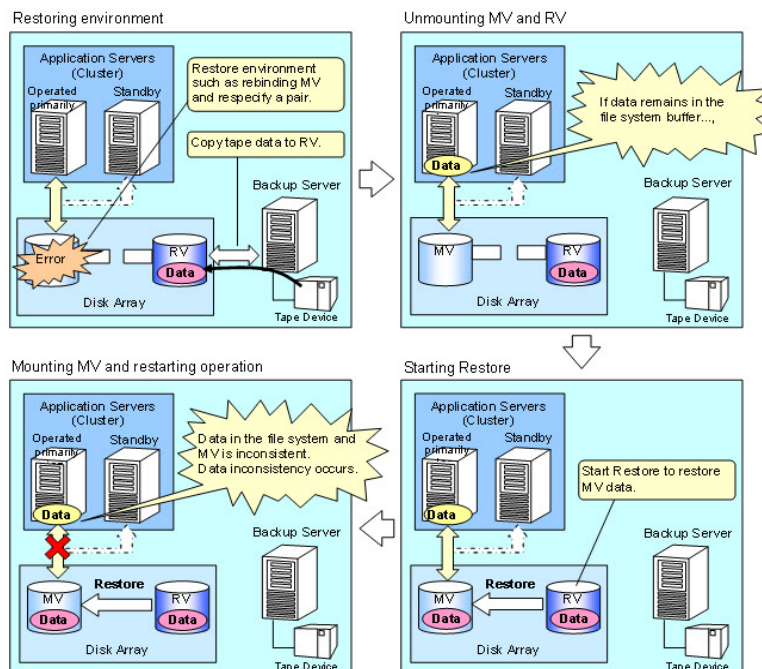 Restoring environment
Application Servers
(Cluster)
Operated
primarily
Standby
Restore environment
such as rebinding MV
and respecify a pair.
Copy tape data to RV.
Backup Server
Error
RV
Data
Disk Array
Tape Device
Unmounting MV and RV
Application Servers
(Cluster)
Operated
primarily
Standby
If data remains in the
file system buffer...,
Data
Backup Server
MV
RV
Data
Disk Array
Tape Device
Mounting MV and restarting operation
Application Servers
(Cluster)
Operated
primarily
Standby
Data in the file system and
MV is inconsistent.
Data inconsistency occurs.
Data
Backup Server
Restore
MV
RV
Data
Data
Disk Array
Tape Device
Starting Restore
Application Servers
(Cluster)
Operated
primarily
Standby
Start Restore to restore
MV data.
Data
Backup Server
Restore
MV
RV
Data
Data
Disk Array
Tape Device